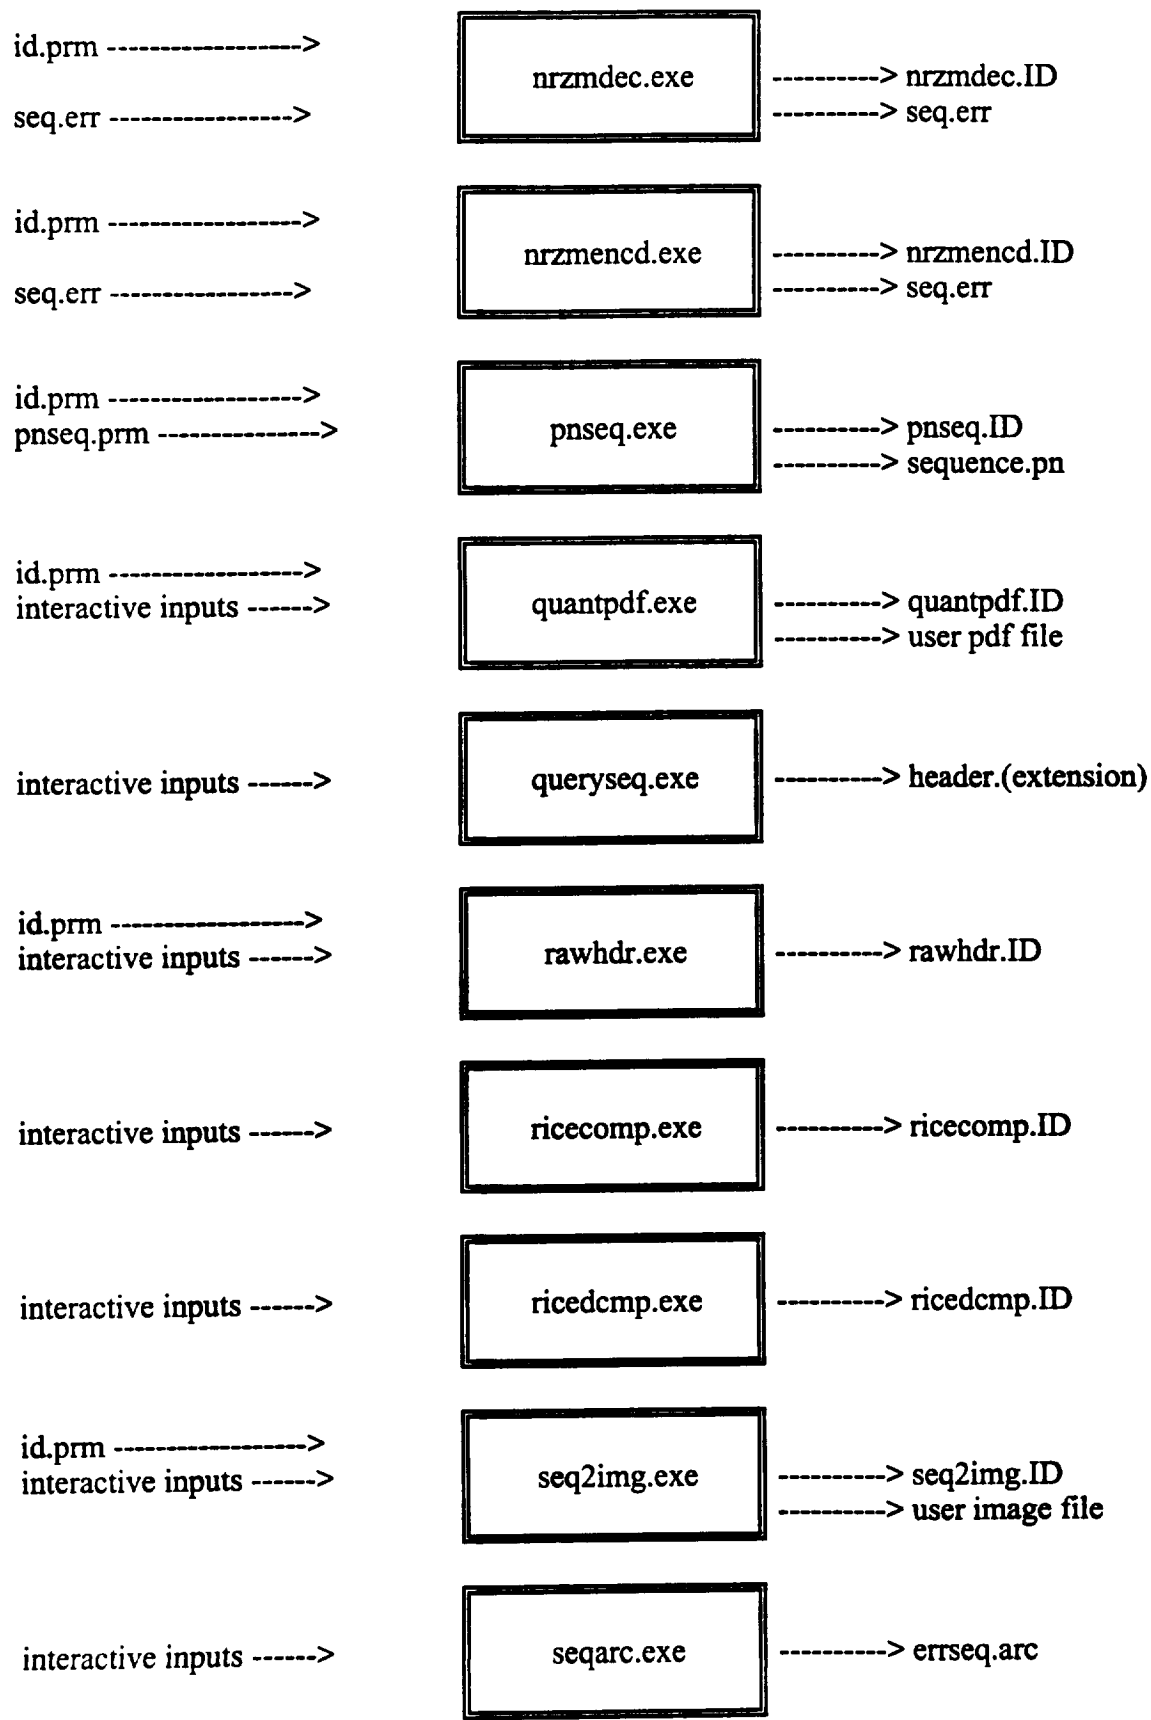 id.prm ------------------>
nrzmdec.exe
----------> nrzmdec.ID
seq.err ----------------->
----------> seq.err
id.prm ------------------>
nrzmencd.exe
----------> nrzmencd.ID
seq.err ----------------->
----------> seq.err
id.prm ------------------>
pnseq.prm --------------->
pnseq.exe
----------> pnseq.ID
----------> sequence.pn
id.prm ------------------>
interactive inputs ------>
quantpdf.exe
----------> quantpdf.ID
----------> user pdf file
interactive inputs ------>
queryseq.exe
----------> header.(extension)
id.prm ------------------>
interactive inputs ------>
rawhdr.exe
----------> rawhdr.ID
interactive inputs ------>
ricecomp.exe
----------> ricecomp.ID
interactive inputs ------>
ricedcmp.exe
----------> ricedcmp.ID
id.prm ------------------>
interactive inputs ------>
seq2img.exe
----------> seq2img.ID
----------> user image file
interactive inputs ------>
seqarc.exe
----------> errseq.arc